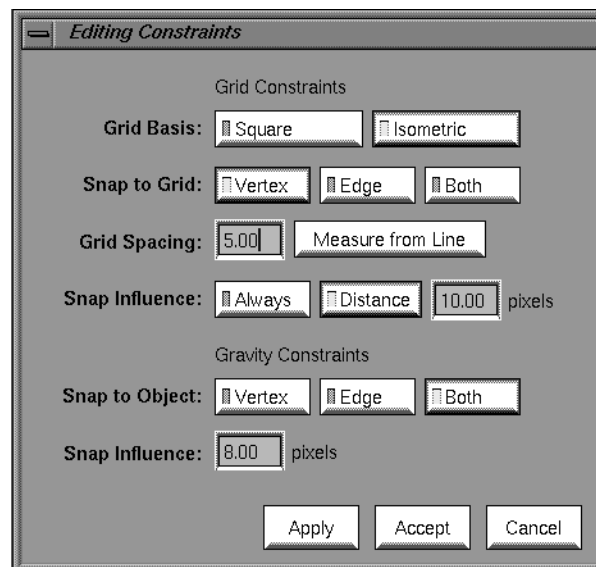 Editing Constraints
Grid Constraints
Grid Basis: Square Isometric
Snap to Grid: Vertex Edge Both
Grid Spacing: 5.00 Measure from Line
Snap Influence: Always Distance 10.00 pixels
Gravity Constraints
Snap to Object: Vertex Edge Both
Snap Influence: 8.00 pixels
Apply Accept Cancel